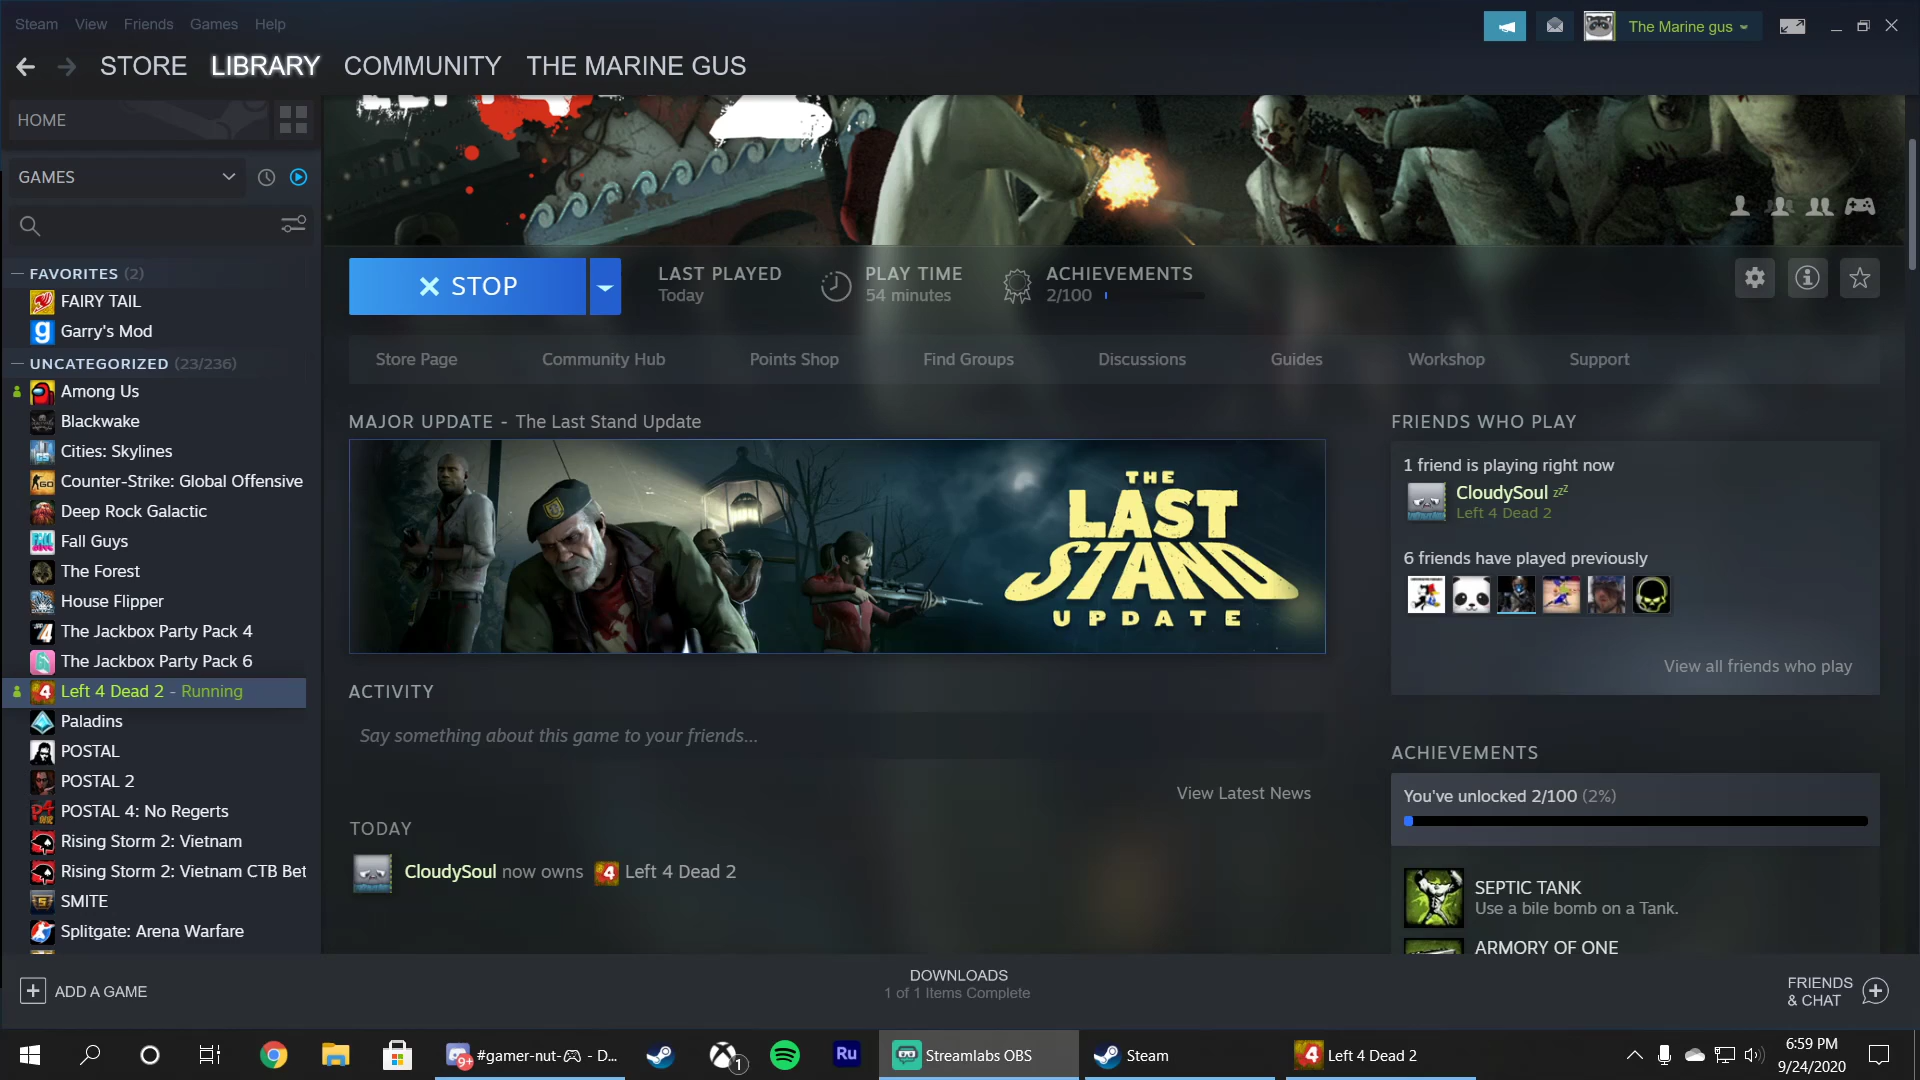 Steam View Friends Games Help
The Marine gus
STORE LIBRARY COMMUNITY THE MARINE GUS
HOME
GAMES
FAVORITES (2)
FAIRY TAIL
Garry's Mod
UNCATEGORIZED (23/236)
Among Us
Blackwake
Cities: Skylines
Counter-Strike: Global Offensive
Deep Rock Galactic
Fall Guys
The Forest
House Flipper
The Jackbox Party Pack 4
The Jackbox Party Pack 6
Left 4 Dead 2 - Running
Paladins
POSTAL
POSTAL 2
POSTAL 4: No Regerts
Rising Storm 2: Vietnam
Rising Storm 2: Vietnam CTB Bet
SMITE
Splitgate: Arena Warfare
STOP
LAST PLAYED
Today
PLAY TIME
54 minutes
ACHIEVEMENTS
2/100
Store Page Community Hub Points Shop Find Groups Discussions Guides Workshop Support
MAJOR UPDATE - The Last Stand Update
THE
LAST
STAND
UPDATE
ACTIVITY
Say something about this game to your friends...
View Latest News
TODAY
CloudySoul now owns Left 4 Dead 2
FRIENDS WHO PLAY
1 friend is playing right now
CloudySoul zzz
Left 4 Dead 2
6 friends have played previously
View all friends who play
ACHIEVEMENTS
You've unlocked 2/100 (2%)
SEPTIC TANK
Use a bile bomb on a Tank.
ARMORY OF ONE
ADD A GAME
DOWNLOADS
1 of 1 Items Complete
FRIENDS
& CHAT
9+ #gamer-nut- - D...
1
Ru
Streamlabs OBS
Steam
Left 4 Dead 2
6:59 PM
9/24/2020